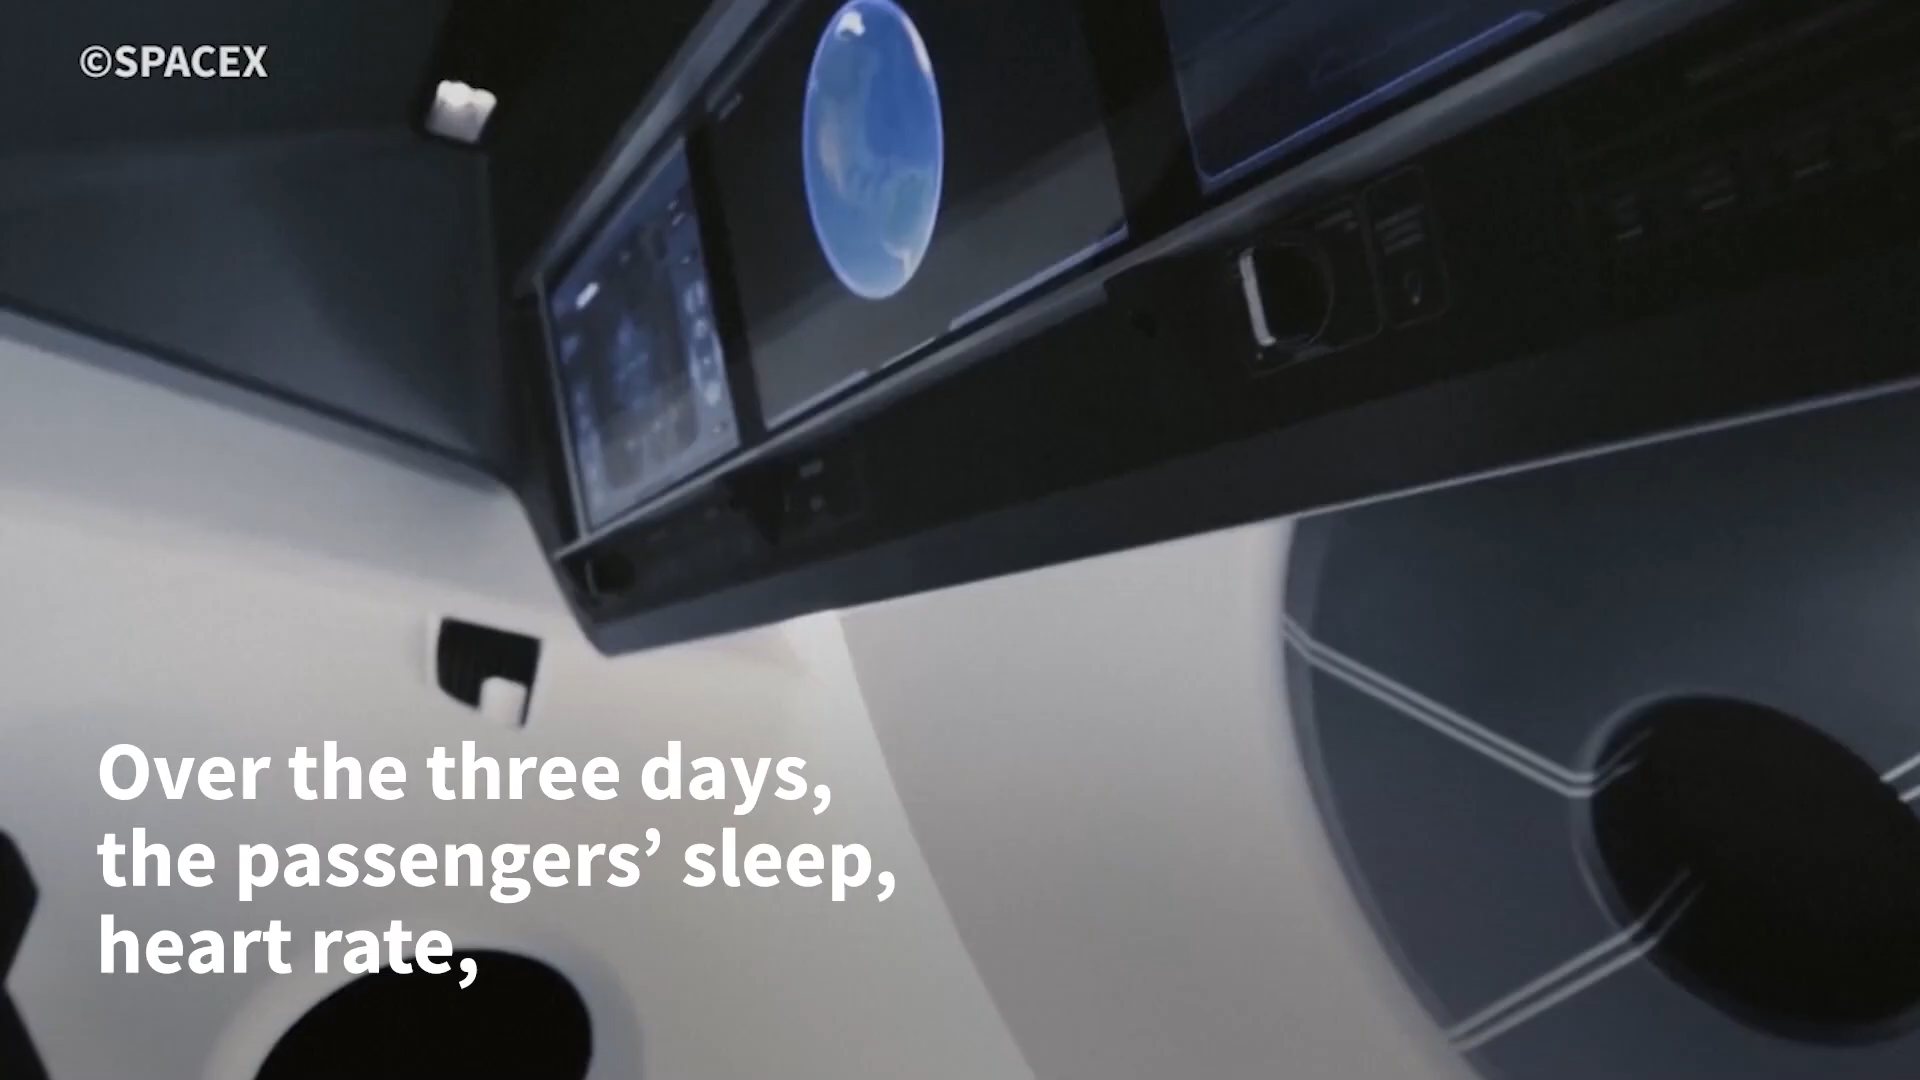 ©SPACEX
Over the three days,
the passengers’ sleep,
heart rate,